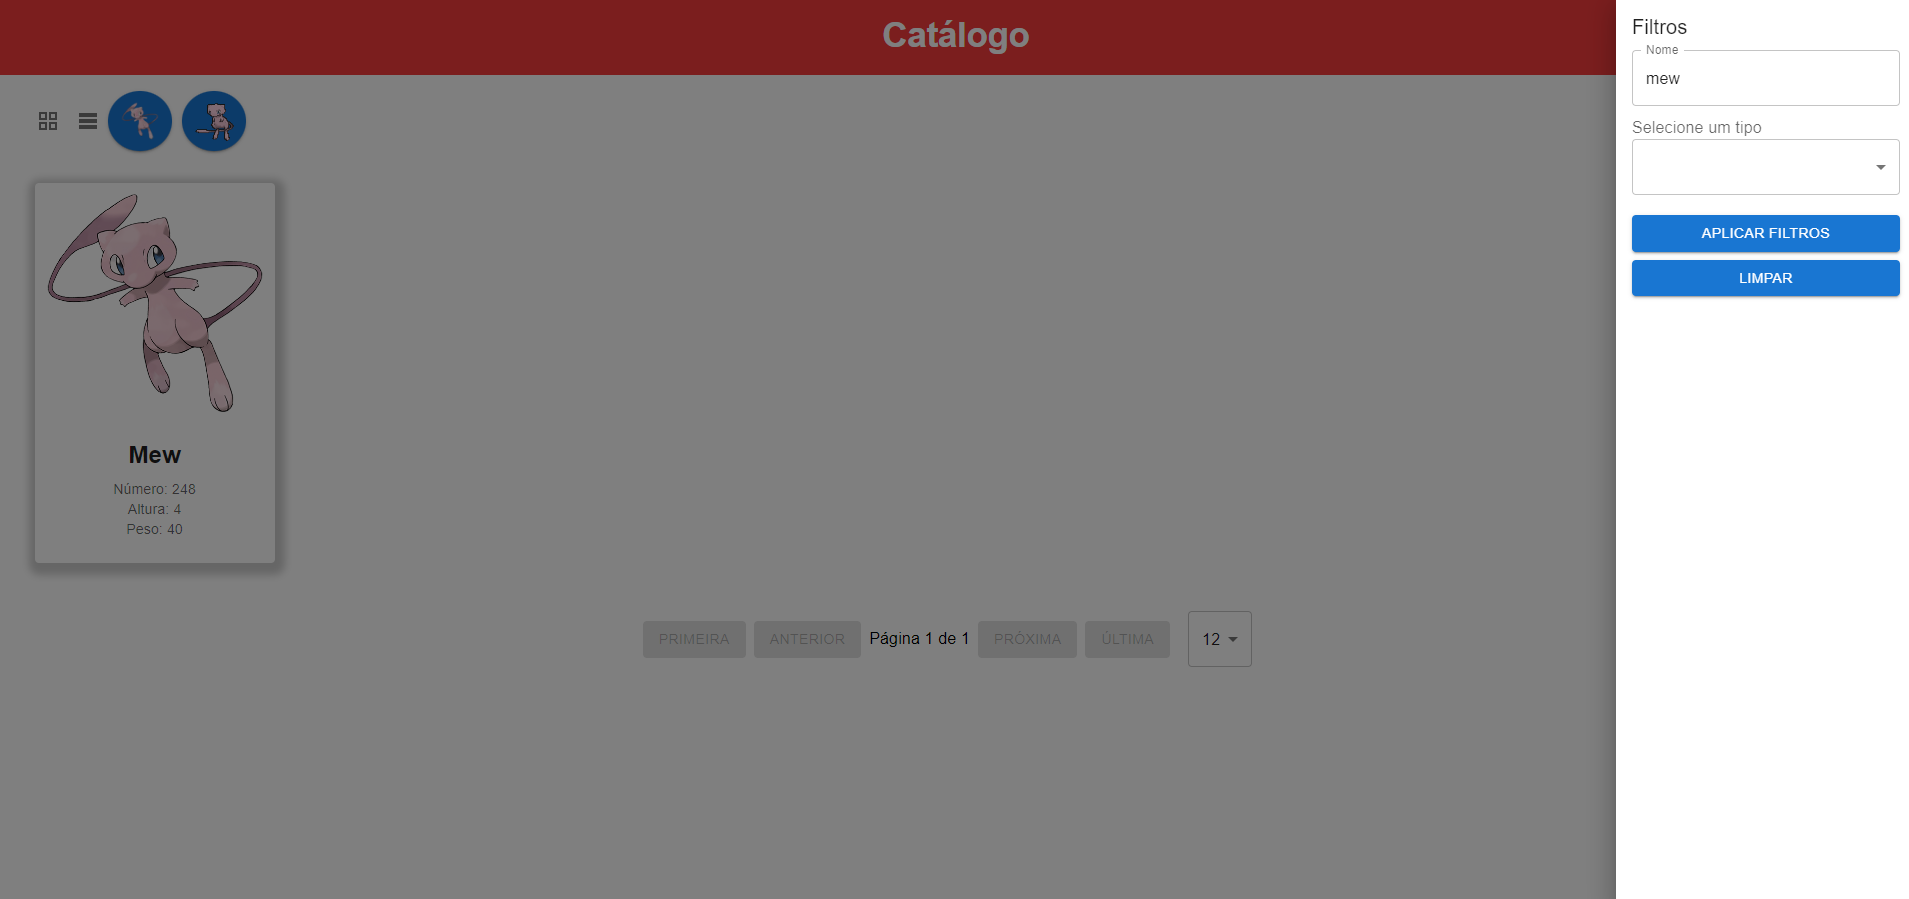 Catálogo
Mew
Número: 248
Altura: 4
Peso: 40
PRIMEIRA
ANTERIOR
Página 1 de 1
PRÓXIMA
ÚLTIMA
12
Filtros
Nome
mew
Selecione um tipo
APLICAR FILTROS
LIMPAR